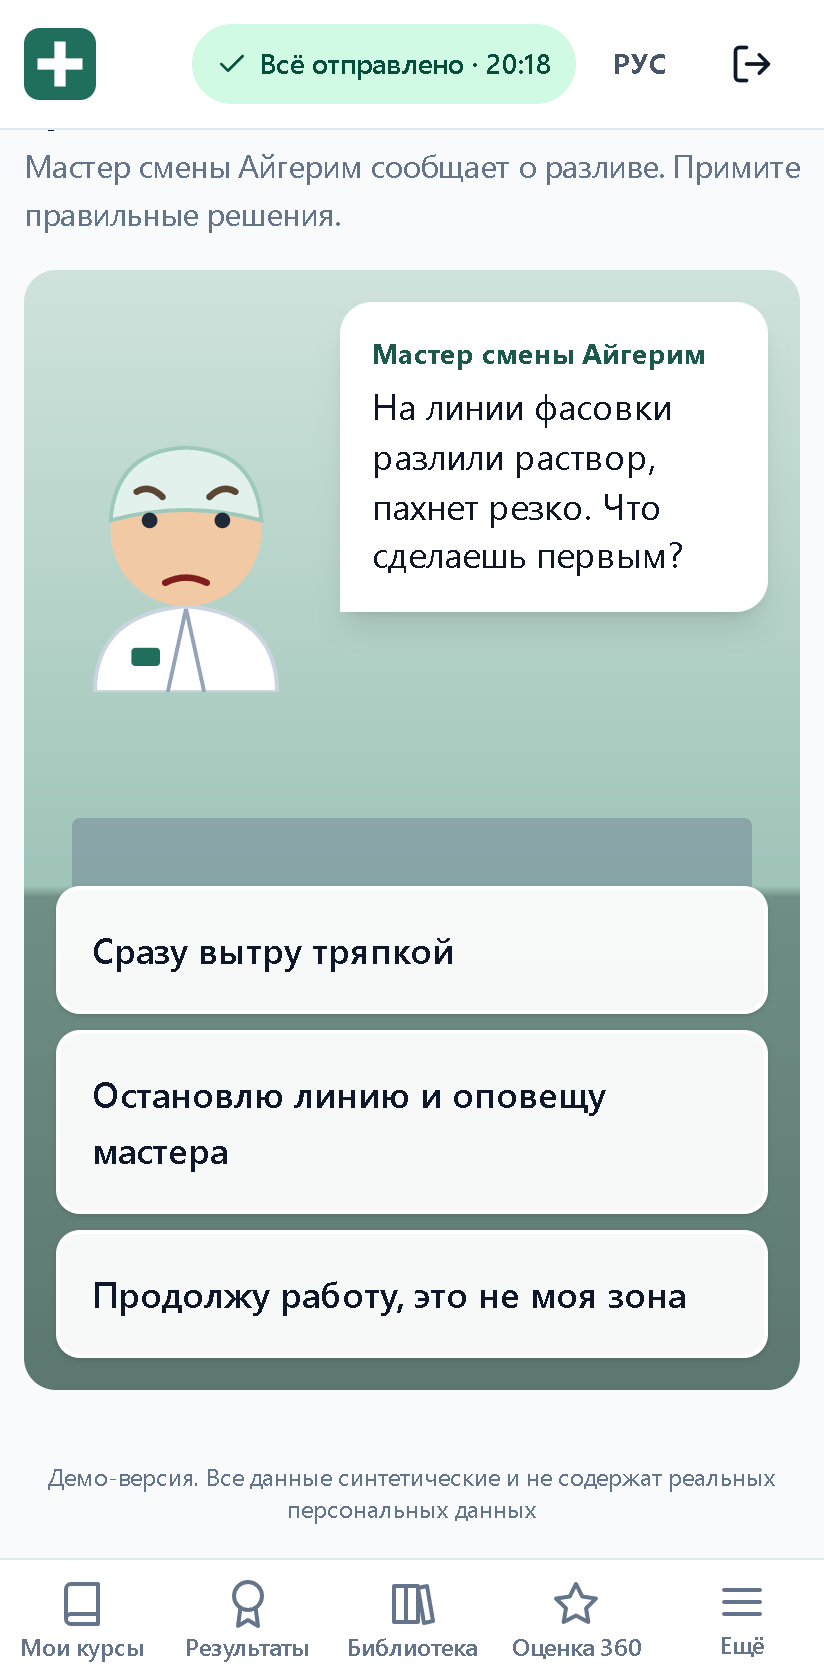 Всё отправлено · 20:18
РУС
Мастер смены Айгерим сообщает о разливе. Примите
правильные решения.
Мастер смены Айгерим
На линии фасовки
разлили раствор,
пахнет резко. Что
сделаешь первым?
Сразу вытру тряпкой
Остановлю линию и оповещу
мастера
Продолжу работу, это не моя зона
Демо-версия. Все данные синтетические и не содержат реальных
персональных данных
Мои курсы
Результаты
Библиотека
Оценка 360
Ещё